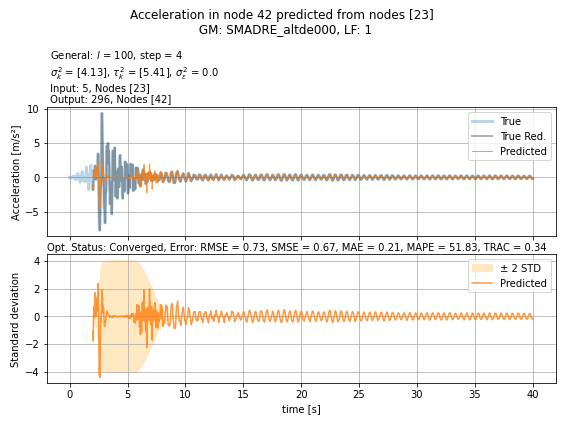 Acceleration in node 42 predicted from nodes [23]
GM: SMADRE_altde000, LF: 1
General: l = 100, step = 4
σ²ₖ = [4.13], τ²ₖ = [5.41], σ²ₑ = 0.0
Input: 5, Nodes [23]
Output: 296, Nodes [42]
10
5
0
−5
Acceleration [m/s²]
True
True Red.
Predicted
Opt. Status: Converged, Error: RMSE = 0.73, SMSE = 0.67, MAE = 0.21, MAPE = 51.83, TRAC = 0.34
4
2
0
−2
−4
Standard deviation
± 2 STD
Predicted
0 5 10 15 20 25 30 35 40
time [s]